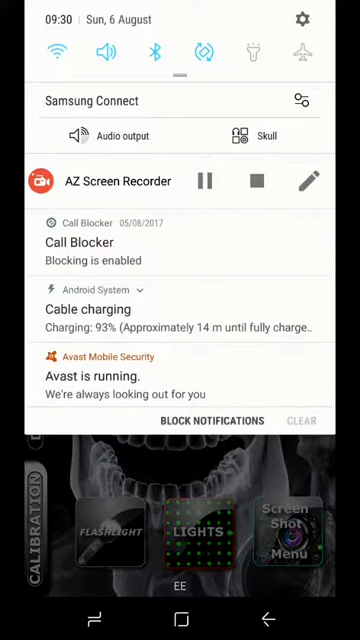 09:30 Sun, 6 August
Samsung Connect
Audio output Skull
AZ Screen Recorder
Call Blocker 05/08/2017
Call Blocker
Blocking is enabled
Android System
Cable charging
Charging: 93% (Approximately 14 m until fully charge..
Avast Mobile Security
Avast is running.
We're always looking out for you
BLOCK NOTIFICATIONS CLEAR
CALIBRATION
FLASHLIGHT
LIGHTS
Screen
Shot
Menu
EE